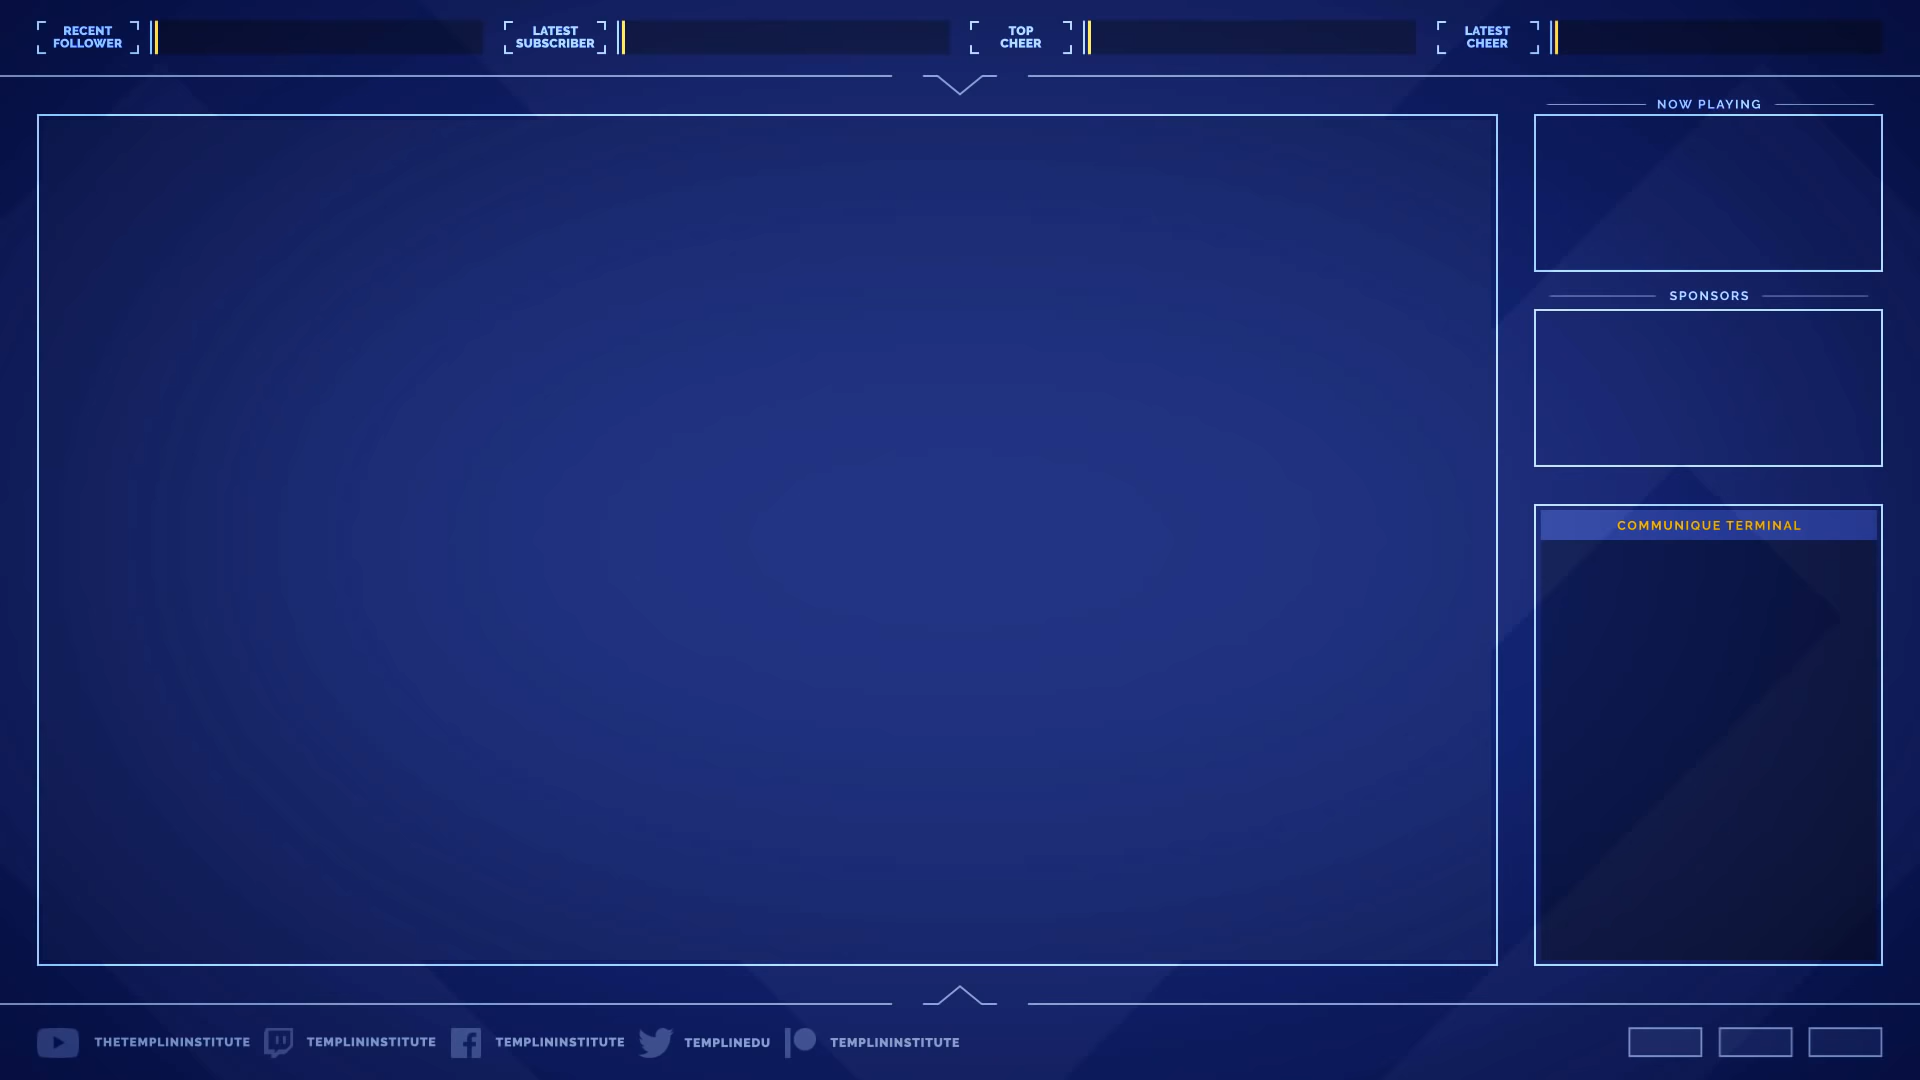 RECENT
FOLLOWER
LATEST
SUBSCRIBER
TOP
CHEER
LATEST
CHEER
NOW PLAYING
SPONSORS
COMMUNIQUE TERMINAL
THETEMPLININSTITUTE
TEMPLININSTITUTE
TEMPLININSTITUTE
TEMPLINEDU
TEMPLININSTITUTE